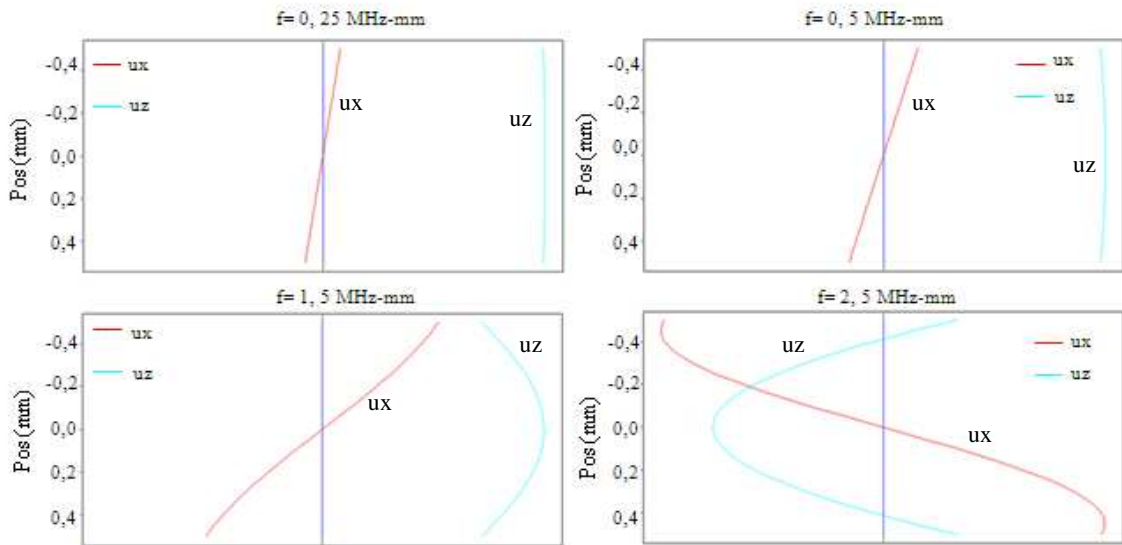 f= 0, 25 MHz-mm
f= 0, 5 MHz-mm
Pos(mm)
-0,4
-0,2
0,0
0,2
0,4
ux
uz
ux
uz
Pos(mm)
-0,4
-0,2
0,0
0,2
0,4
ux
uz
ux
uz
f= 1, 5 MHz-mm
f= 2, 5 MHz-mm
Pos(mm)
-0,4
-0,2
0,0
0,2
0,4
ux
uz
uz
ux
Pos(mm)
-0,4
-0,2
0,0
0,2
0,4
uz
ux
uz
ux